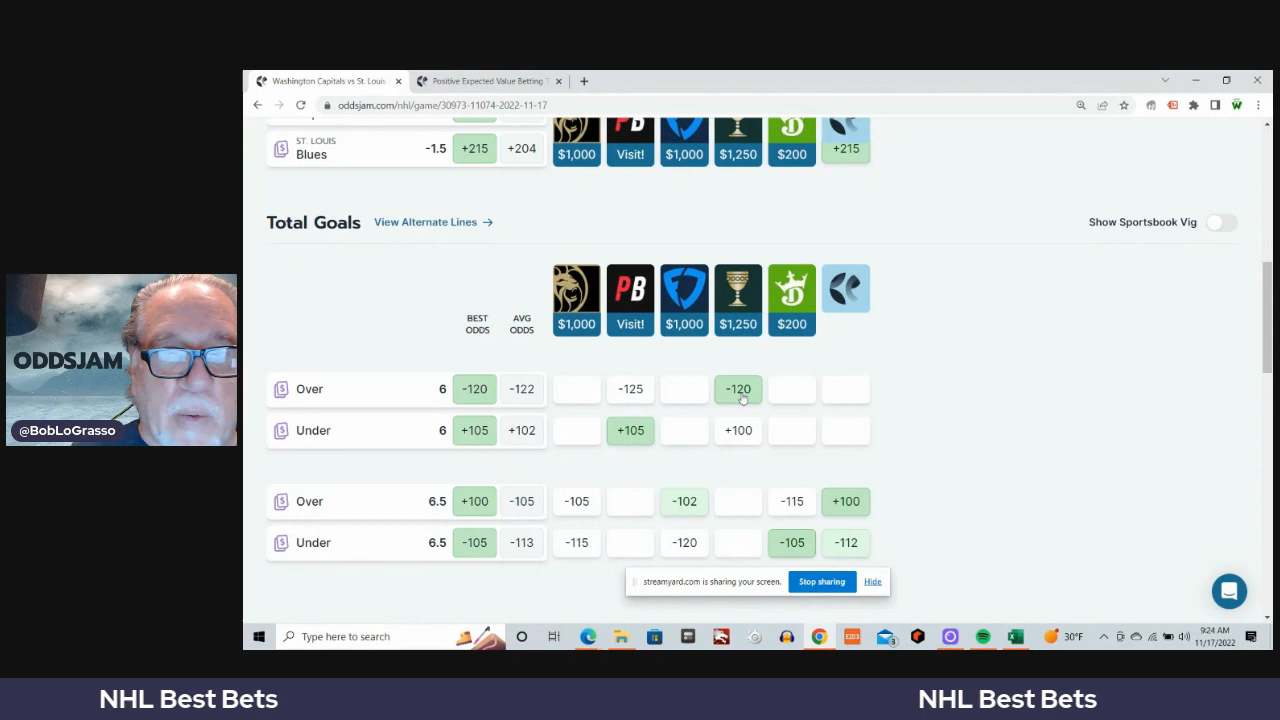 Washington Capitals vs St. Louis
Positive Expected Value Betting T
oddsjam.com/nhl/game/30973-11074-2022-11-17
ST. LOUIS
Blues -1.5 +215 +204 $1,000 Visit! $1,000 $1,250 $200 +215
Total Goals View Alternate Lines → Show Sportsbook Vig
PB
BEST ODDS AVG ODDS $1,000 Visit! $1,000 $1,250 $200
Over 6 -120 -122 -125 -120
Under 6 +105 +102 +105 +100
Over 6.5 +100 -105 -105 -102 -115 +100
Under 6.5 -105 -113 -115 -120 -105 -112
ODDSJAM
@BobLoGrasso
streamyard.com is sharing your screen. Stop sharing Hide
Type here to search 30°F 9:24 AM
11/17/2022
NHL Best Bets NHL Best Bets